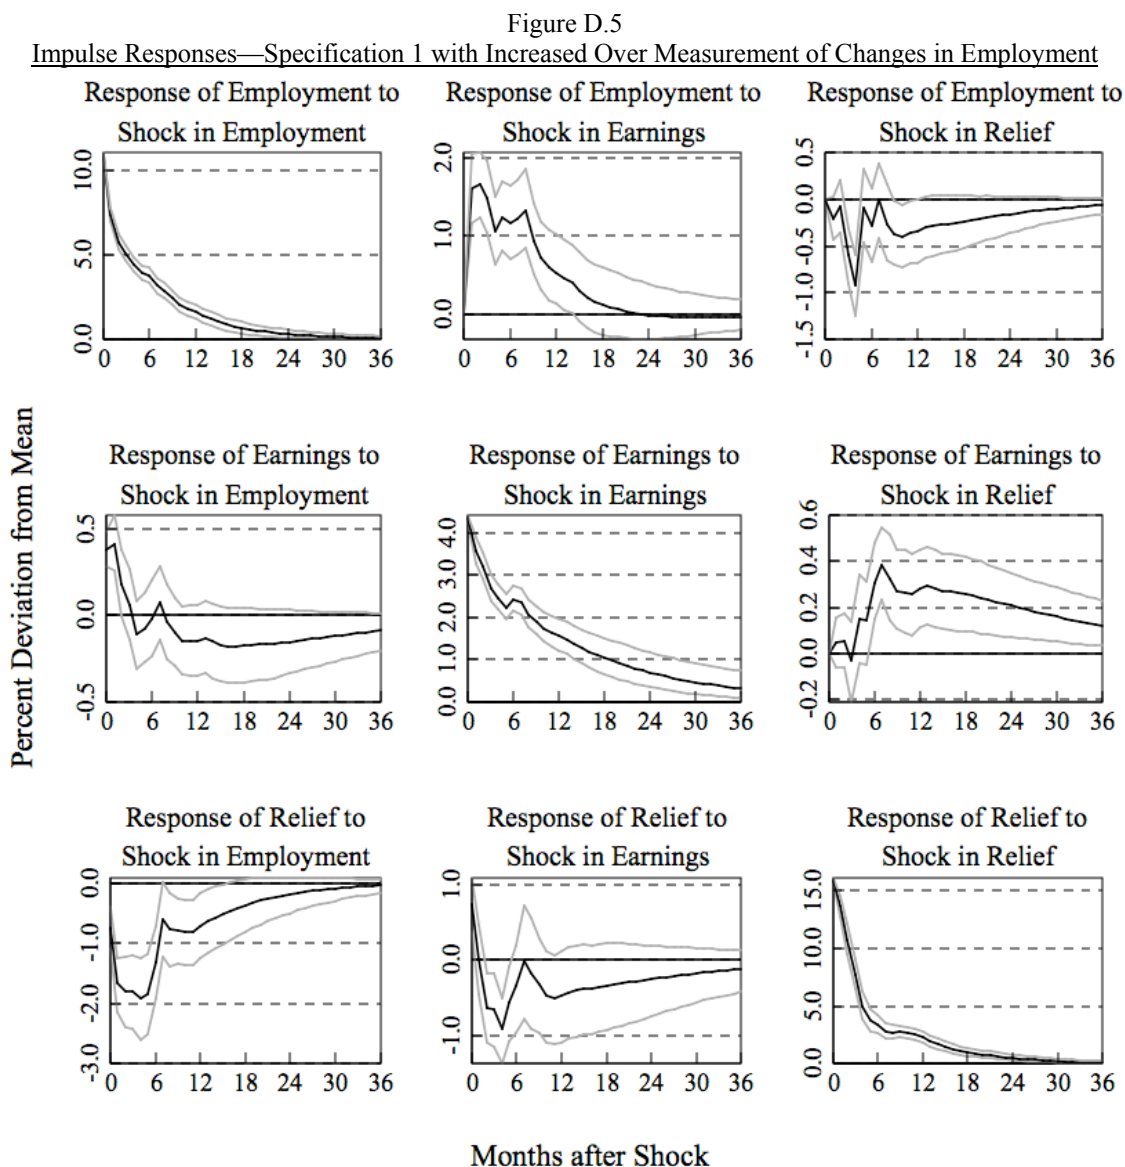 Figure D.5
Impulse Responses—Specification 1 with Increased Over Measurement of Changes in Employment
Response of Employment to
Shock in Employment
10.0
5.0
0.0
0 6 12 18 24 30 36
Response of Employment to
Shock in Earnings
2.0
1.0
0.0
0 6 12 18 24 30 36
Response of Employment to
Shock in Relief
0.5
0.0
-0.5
-1.0
-1.5
0 6 12 18 24 30 36
Percent Deviation from Mean
Response of Earnings to
Shock in Employment
0.5
0.0
-0.5
0 6 12 18 24 30 36
Response of Earnings to
Shock in Earnings
4.0
3.0
2.0
1.0
0.0
0 6 12 18 24 30 36
Response of Earnings to
Shock in Relief
0.6
0.4
0.2
0.0
-0.2
0 6 12 18 24 30 36
Response of Relief to
Shock in Employment
0.0
-1.0
-2.0
-3.0
0 6 12 18 24 30 36
Response of Relief to
Shock in Earnings
1.0
0.0
-1.0
0 6 12 18 24 30 36
Response of Relief to
Shock in Relief
15.0
10.0
5.0
0.0
0 6 12 18 24 30 36
Months after Shock